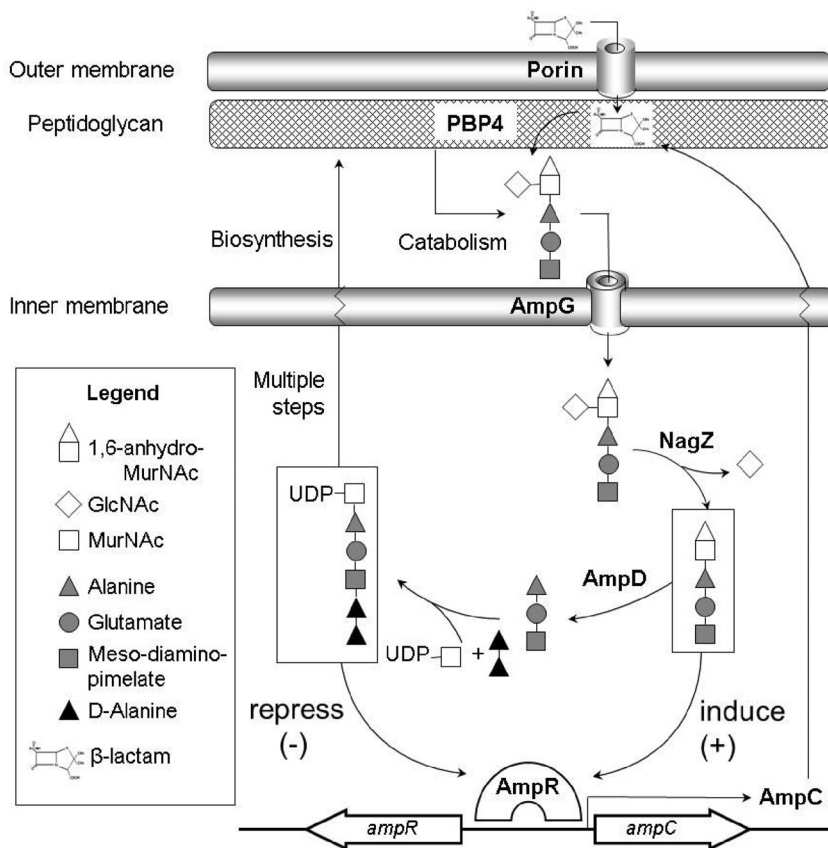 Outer membrane
Porin
Peptidoglycan
PBP4
Biosynthesis
Catabolism
Inner membrane
AmpG
Legend
1,6-anhydro-
MurNAc
GlcNAc
MurNAc
Alanine
Glutamate
Meso-diamino-
pimelate
D-Alanine
β-lactam
Multiple
steps
NagZ
UDP
AmpD
UDP
+
repress
(-)
induce
(+)
AmpR
AmpC
ampR
ampC